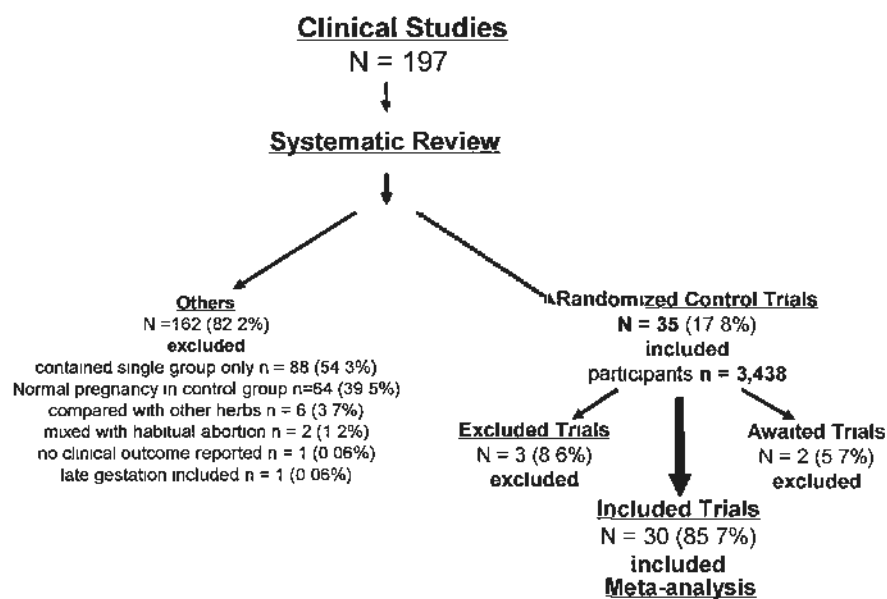 Clinical Studies
N = 197
Systematic Review
Others
N =162 (82 2%)
excluded
contained single group only n = 88 (54 3%)
Normal pregnancy in control group n=64 (39 5%)
compared with other herbs n = 6 (3 7%)
mixed with habitual abortion n = 2 (1 2%)
no clinical outcome reported n = 1 (0 06%)
late gestation included n = 1 (0 06%)
Randomized Control Trials
N = 35 (17 8%)
included
participants n = 3,438
Excluded Trials
N = 3 (8 6%)
excluded
Awaited Trials
N = 2 (5 7%)
excluded
Included Trials
N = 30 (85 7%)
included
Meta-analysis